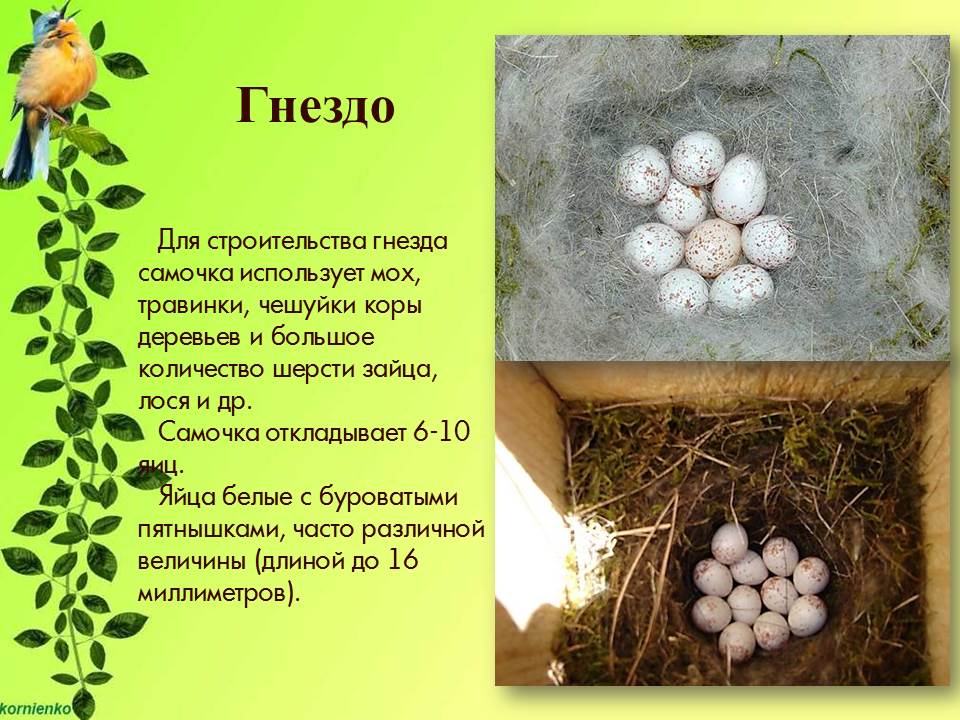 Гнездо
Для строительства гнезда
самочка использует мох,
травинки, чешуйки коры
деревьев и большое
количество шерсти зайца,
лося и др.
Самочка откладывает 6-10
яиц.
Яйца белые с буроватыми
пятнышками, часто различной
величины (длиной до 16
миллиметров).
kornienko